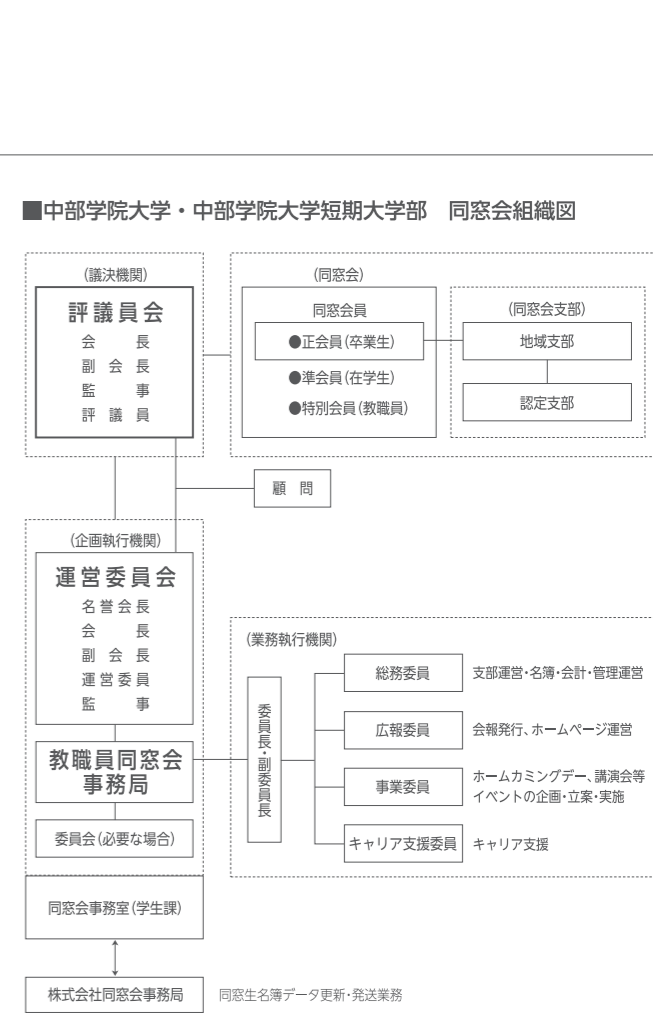 ■中部学院大学・中部学院大学短期大学部　同窓会組織図
(議決機関)
評議員会
会　　長
副　会　長
監　　事
評　議　員
(同窓会)
同窓会員
●正会員(卒業生)
●準会員(在学生)
●特別会員(教職員)
(同窓会支部)
地域支部
認定支部
顧　問
(企画執行機関)
運営委員会
名誉会長
会　　長
副　会　長
運営委員
監　　事
教職員同窓会
事務局
委員会(必要な場合)
(業務執行機関)
委員長・副委員長
総務委員
支部運営・名簿・会計・管理運営
広報委員
会報発行、ホームページ運営
事業委員
ホームカミングデー、講演会等
イベントの企画・立案・実施
キャリア支援委員
キャリア支援
同窓会事務室(学生課)
株式会社同窓会事務局
同窓生名簿データ更新・発送業務